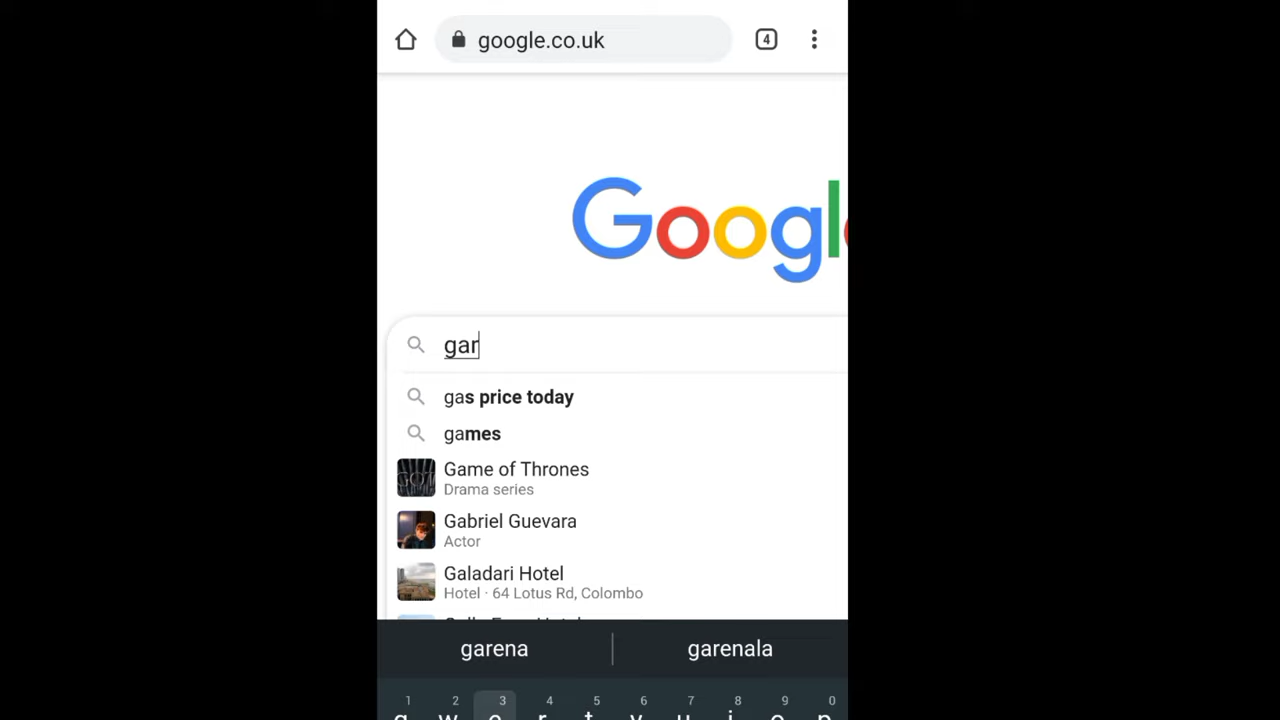 google.co.uk
4
Google
gar
gas price today
games
Game of Thrones
Drama series
Gabriel Guevara
Actor
Galadari Hotel
Hotel · 64 Lotus Rd, Colombo
garena
garenala
1 2 3 4 5 6 7 8 9 0
q w e r t y u i o p